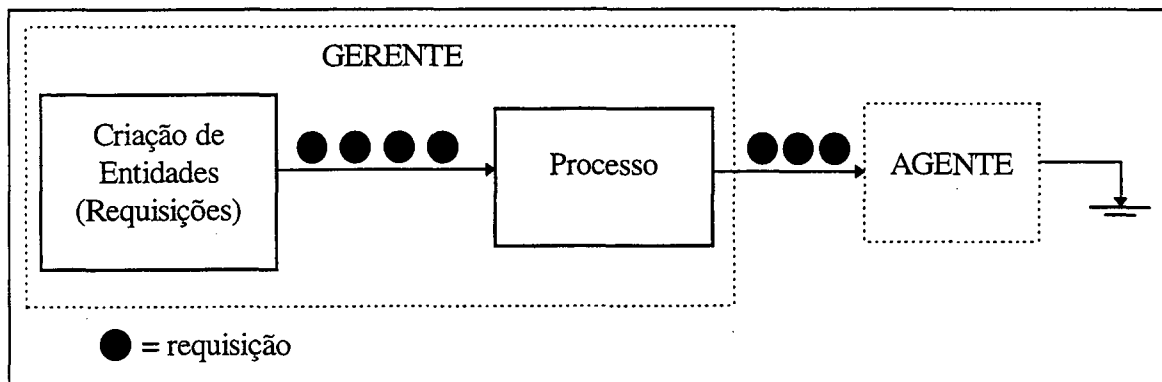 GERENTE
Criação de
Entidades
(Requisições)
Processo
AGENTE
= requisição